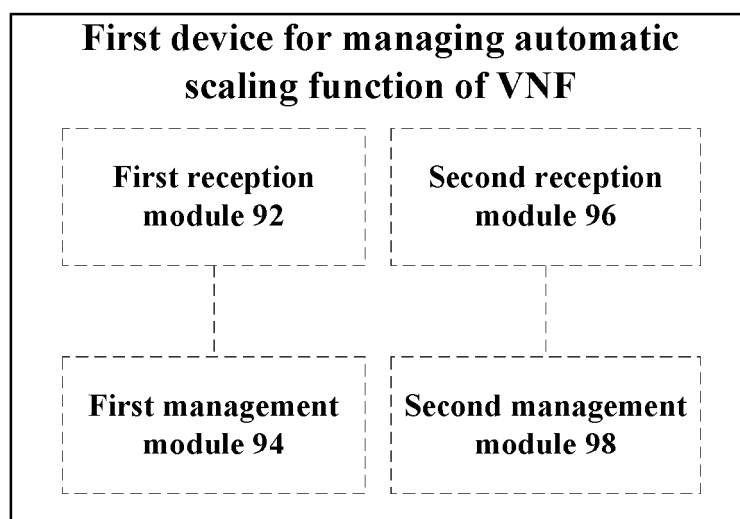 First device for managing automatic
scaling function of VNF
First reception
module 92
Second reception
module 96
First management
module 94
Second management
module 98